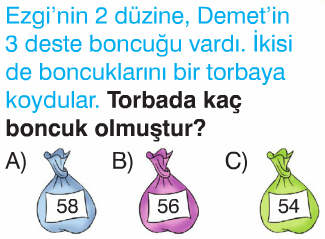 Ezgi'nin 2 düzine, Demet'in
3 deste boncuğu vardı. İkisi
de boncuklarını bir torbaya
koydular. Torbada kaç
boncuk olmuştur?
A) 58 B) 56 C) 54